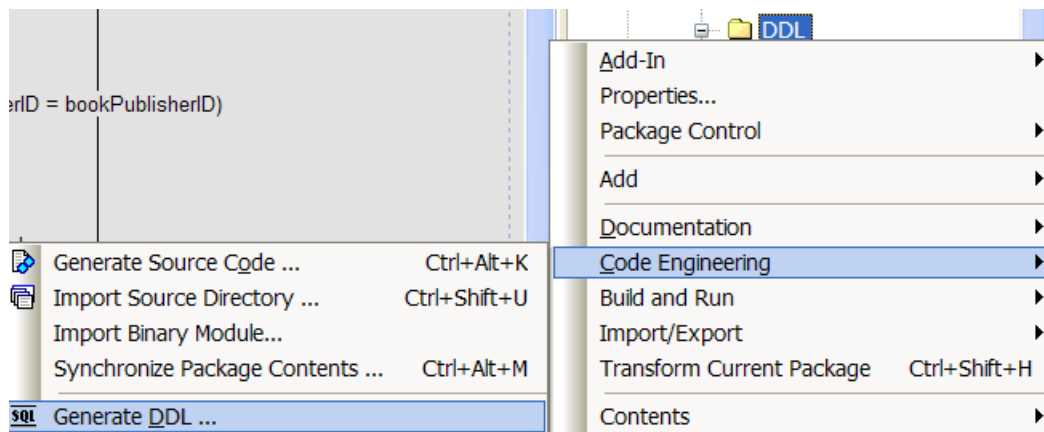 DDL
erID = bookPublisherID)
Add-In
Properties...
Package Control
Add
Documentation
Code Engineering
Build and Run
Import/Export
Transform Current Package Ctrl+Shift+H
Contents
Generate Source Code ... Ctrl+Alt+K
Import Source Directory ... Ctrl+Shift+U
Import Binary Module...
Synchronize Package Contents ... Ctrl+Alt+M
SQL Generate DDL ...